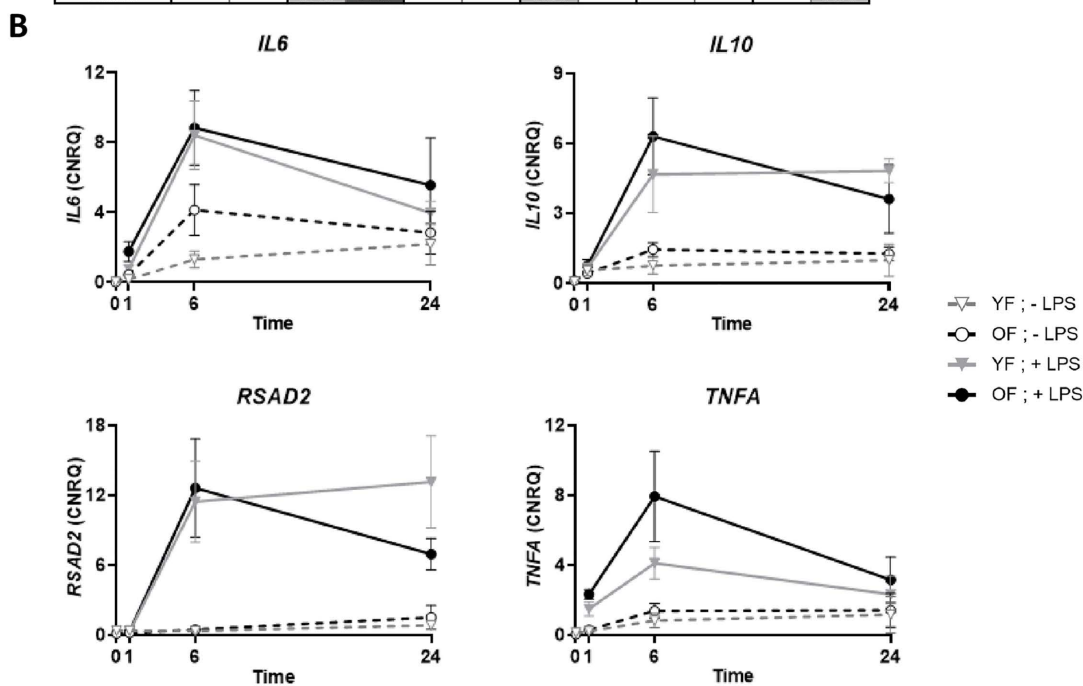 B
IL6
IL6 (CNRQ)
12
8
4
0
0 1 6 24
Time
IL10
IL10 (CNRQ)
9
6
3
0
0 1 6 24
Time
YF ; - LPS
OF ; - LPS
YF ; + LPS
OF ; + LPS
RSAD2
RSAD2 (CNRQ)
18
12
6
0
0 1 6 24
Time
TNFA
TNFA (CNRQ)
12
8
4
0
0 1 6 24
Time